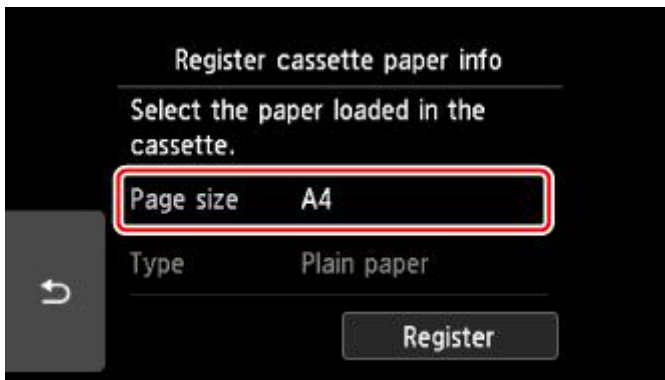 Register cassette paper info
Select the paper loaded in the
cassette.
Page size A4
Type Plain paper
Register